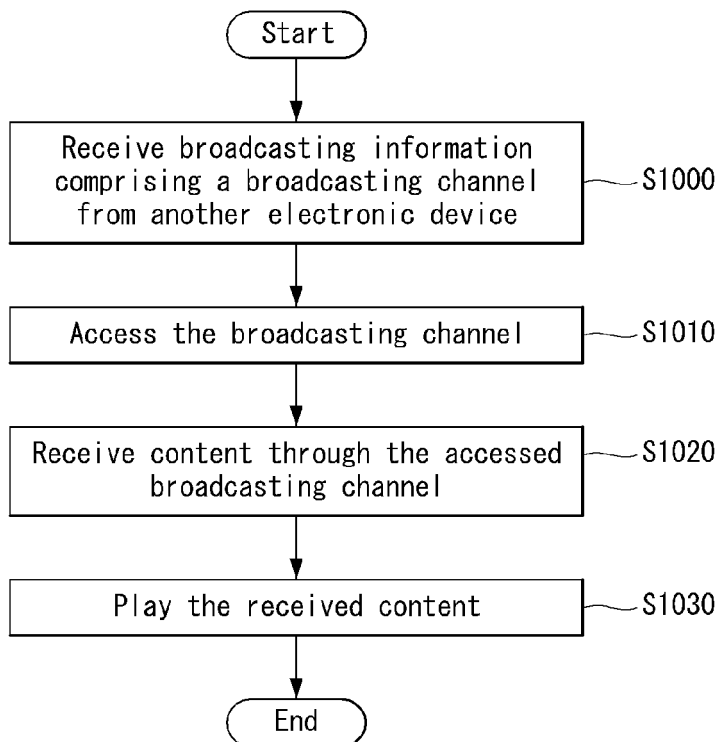 Start
Receive broadcasting information
comprising a broadcasting channel
from another electronic device
S1000
Access the broadcasting channel
S1010
Receive content through the accessed
broadcasting channel
S1020
Play the received content
S1030
End